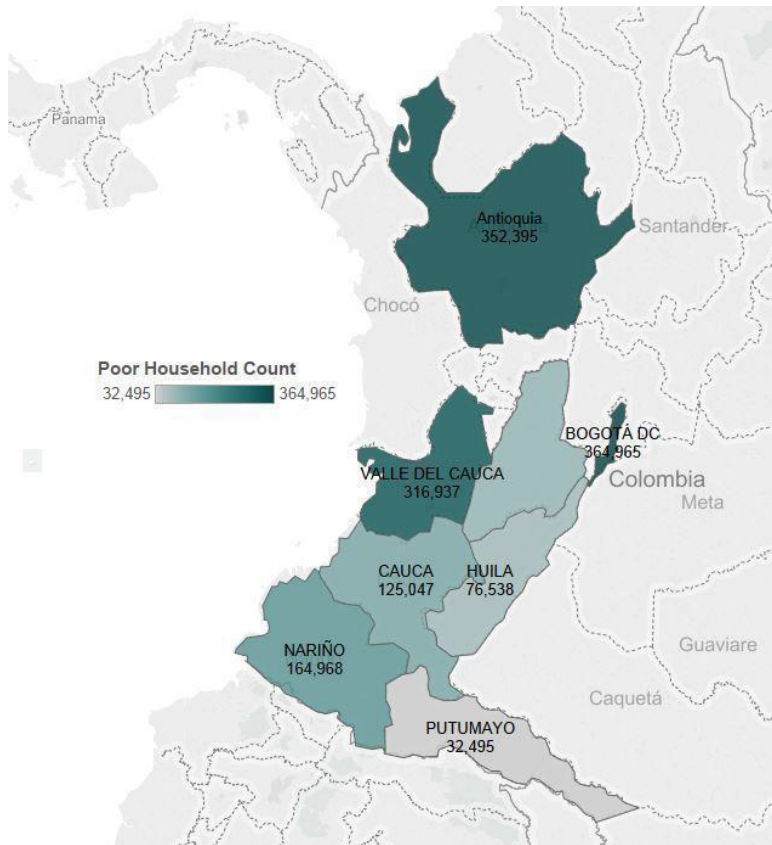 Panama
Antioquia
352,395
Santander
Chocó
Poor Household Count
32,495
364,965
BOGOTÁ DC
364,965
VALLE DEL CAUCA
316,937
Colombia
Meta
CAUCA
125,047
HUILA
76,538
NARIÑO
164,968
Guaviare
Caquetá
PUTUMAYO
32,495